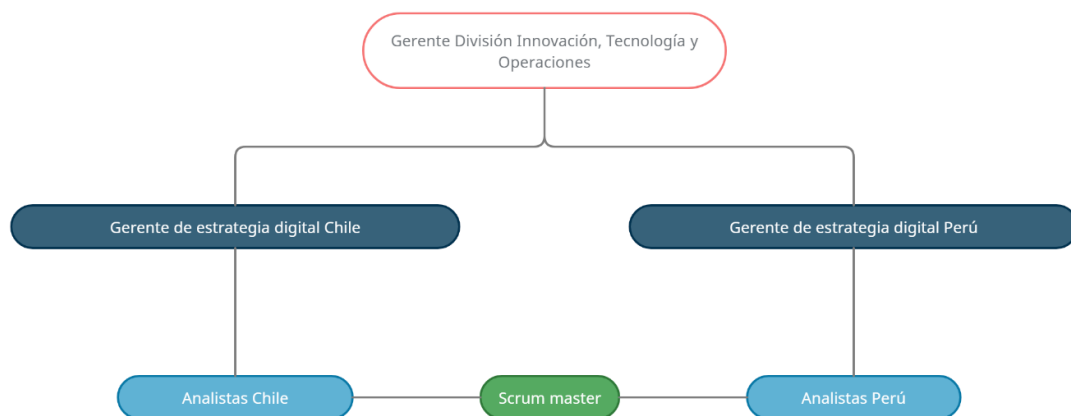 Gerente División Innovación, Tecnología y
Operaciones
Gerente de estrategia digital Chile
Gerente de estrategia digital Perú
Analistas Chile
Scrum master
Analistas Perú